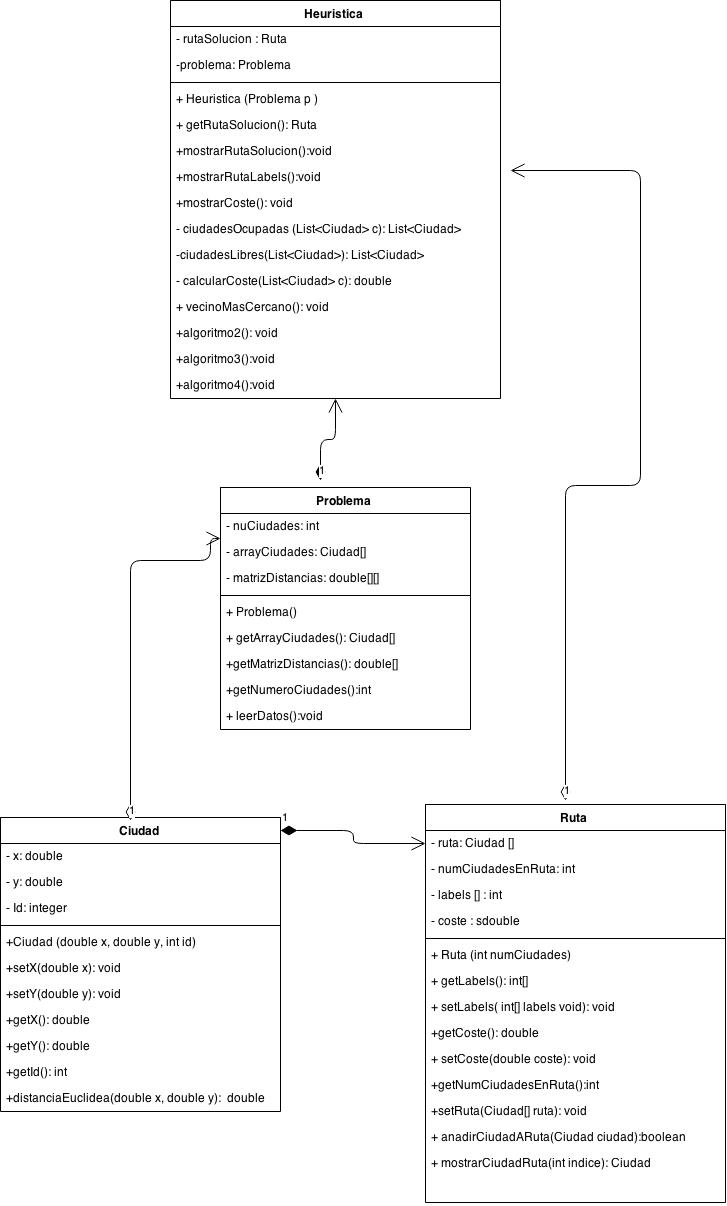 Heuristica
- rutaSolucion : Ruta
-problema: Problema
+ Heuristica (Problema p )
+ getRutaSolucion(): Ruta
+mostrarRutaSolucion():void
+mostrarRutaLabels():void
+mostrarCoste(): void
- ciudadesOcupadas (List<Ciudad> c): List<Ciudad>
-ciudadesLibres(List<Ciudad>): List<Ciudad>
- calcularCoste(List<Ciudad> c): double
+ vecinoMasCercano(): void
+algoritmo2(): void
+algoritmo3():void
+algoritmo4():void
1
Problema
- nuCiudades: int
- arrayCiudades: Ciudad[]
- matrizDistancias: double[][]
+ Problema()
+ getArrayCiudades(): Ciudad[]
+getMatrizDistancias(): double[]
+getNumeroCiudades():int
+ leerDatos():void
1
Ciudad
- x: double
- y: double
- Id: integer
+Ciudad (double x, double y, int id)
+setX(double x): void
+setY(double y): void
+getX(): double
+getY(): double
+getId(): int
+distanciaEuclidea(double x, double y): double
1
1
Ruta
- ruta: Ciudad []
- numCiudadesEnRuta: int
- labels [] : int
- coste : sdouble
+ Ruta (int numCiudades)
+ getLabels(): int[]
+ setLabels( int[] labels void): void
+getCoste(): double
+ setCoste(double coste): void
+getNumCiudadesEnRuta():int
+setRuta(Ciudad[] ruta): void
+ anadirCiudadARuta(Ciudad ciudad):boolean
+ mostrarCiudadRuta(int indice): Ciudad